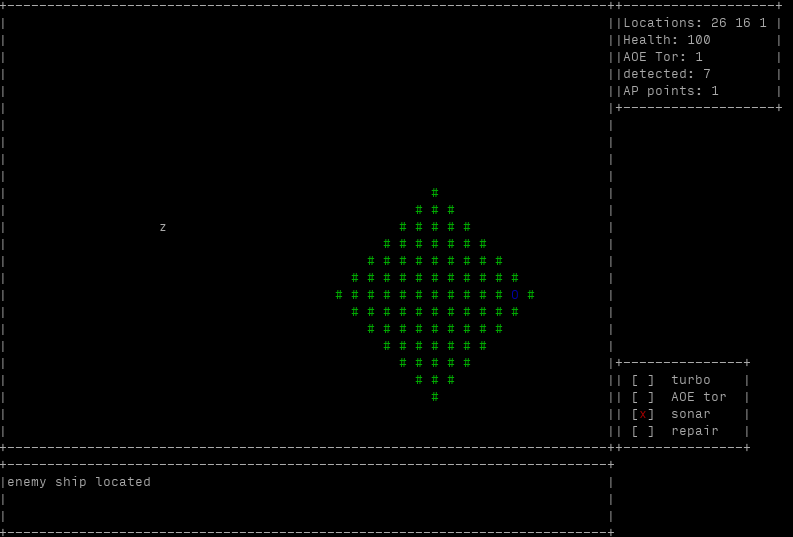 Locations: 26 16 1
Health: 100
AOE Tor: 1
detected: 7
AP points: 1
#
# # #
z
# # # # #
# # # # # # #
# # # # # # # # #
# # # # # # # # # # #
# # # # # # # # # # # O #
# # # # # # # # # # #
# # # # # # # # #
# # # # # # #
# # # # #
# # #
#
[ ] turbo
[ ] AOE tor
[x] sonar
[ ] repair
enemy ship located